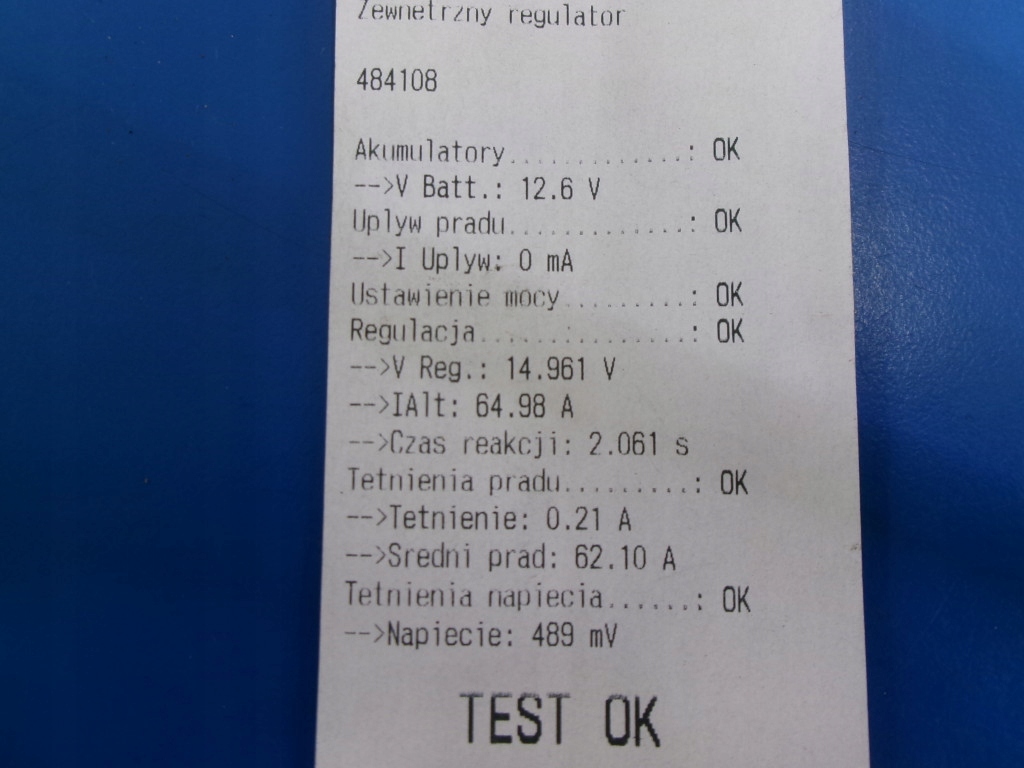 Zewnetrzny regulator
484108
Akumulatory.............: OK
-->V Batt.: 12.6 V
Uplyw pradu.............: OK
-->I Uplyw: 0 mA
Ustawienie mocy.........: OK
Regulacja...............: OK
-->V Reg.: 14.961 V
-->IAlt: 64.98 A
-->Czas reakcji: 2.061 s
Tetnienia pradu.........: OK
-->Tetnienie: 0.21 A
-->Sredni prad: 62.10 A
Tetnienia napiecia......: OK
-->Napiecie: 489 mV
TEST OK